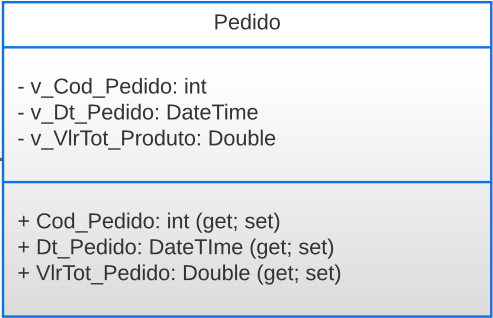 Pedido
- v_Cod_Pedido: int
- v_Dt_Pedido: DateTime
- v_VlrTot_Produto: Double
+ Cod_Pedido: int (get; set)
+ Dt_Pedido: DateTIme (get; set)
+ VlrTot_Pedido: Double (get; set)